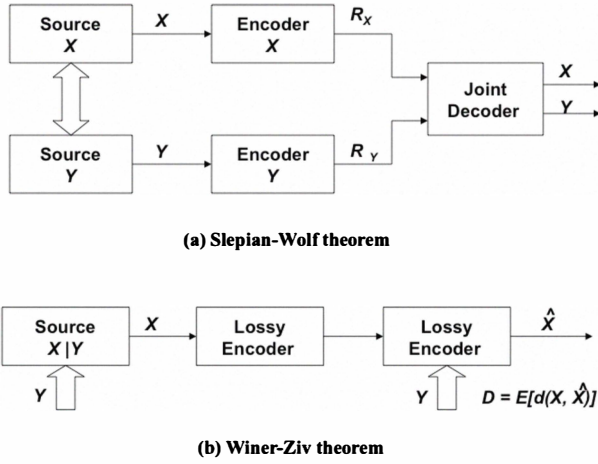 Source X
X
Encoder X
R_X
Joint Decoder
X
Y
Source Y
Y
Encoder Y
R_Y
(a) Slepian-Wolf theorem
Source X|Y
X
Lossy Encoder
Lossy Encoder
X̂
Y
Y
D = E[d(X, X̂)]
(b) Winer-Ziv theorem